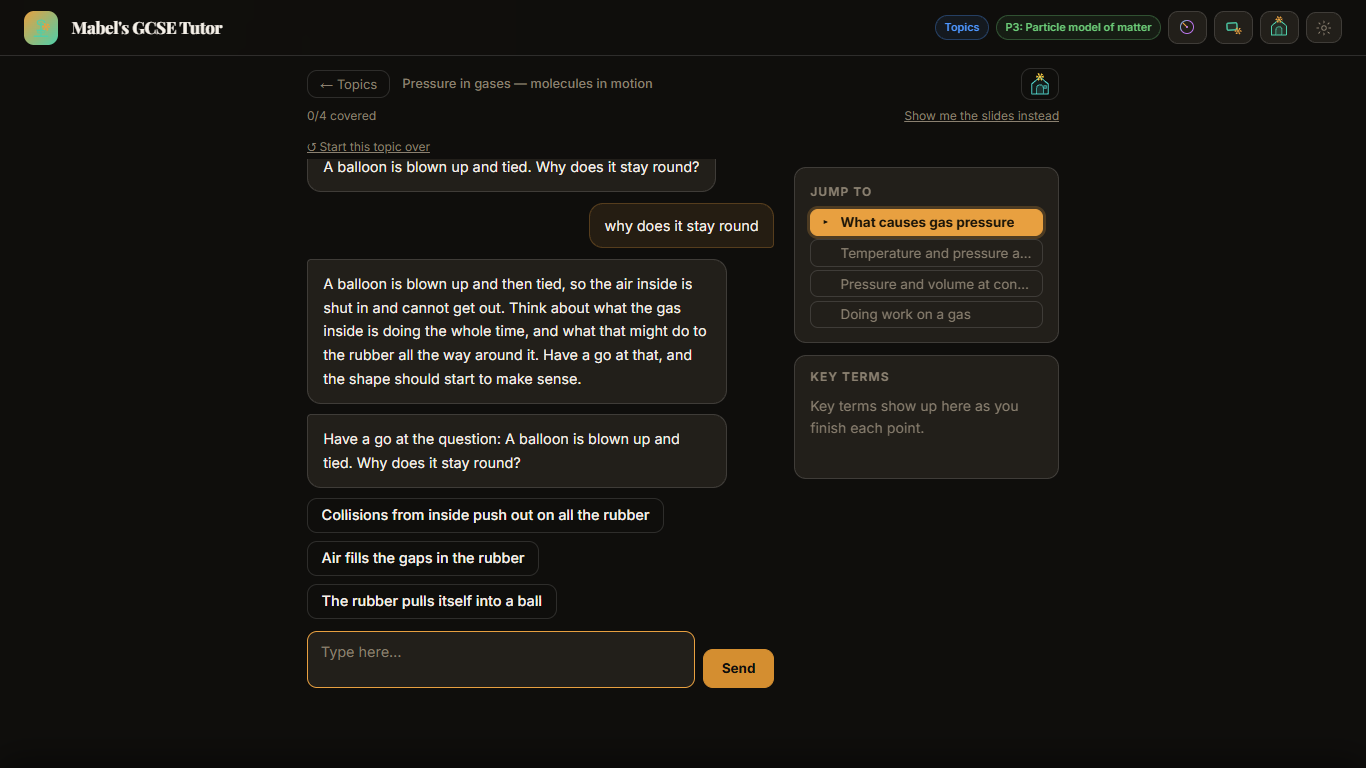 Mabel's GCSE Tutor
Topics
P3: Particle model of matter
← Topics
Pressure in gases — molecules in motion
0/4 covered
Show me the slides instead
↺ Start this topic over
A balloon is blown up and tied. Why does it stay round?
why does it stay round
A balloon is blown up and then tied, so the air inside is
shut in and cannot get out. Think about what the gas
inside is doing the whole time, and what that might do to
the rubber all the way around it. Have a go at that, and
the shape should start to make sense.
Have a go at the question: A balloon is blown up and
tied. Why does it stay round?
Collisions from inside push out on all the rubber
Air fills the gaps in the rubber
The rubber pulls itself into a ball
Type here...
Send
JUMP TO
What causes gas pressure
Temperature and pressure a...
Pressure and volume at con...
Doing work on a gas
KEY TERMS
Key terms show up here as you
finish each point.